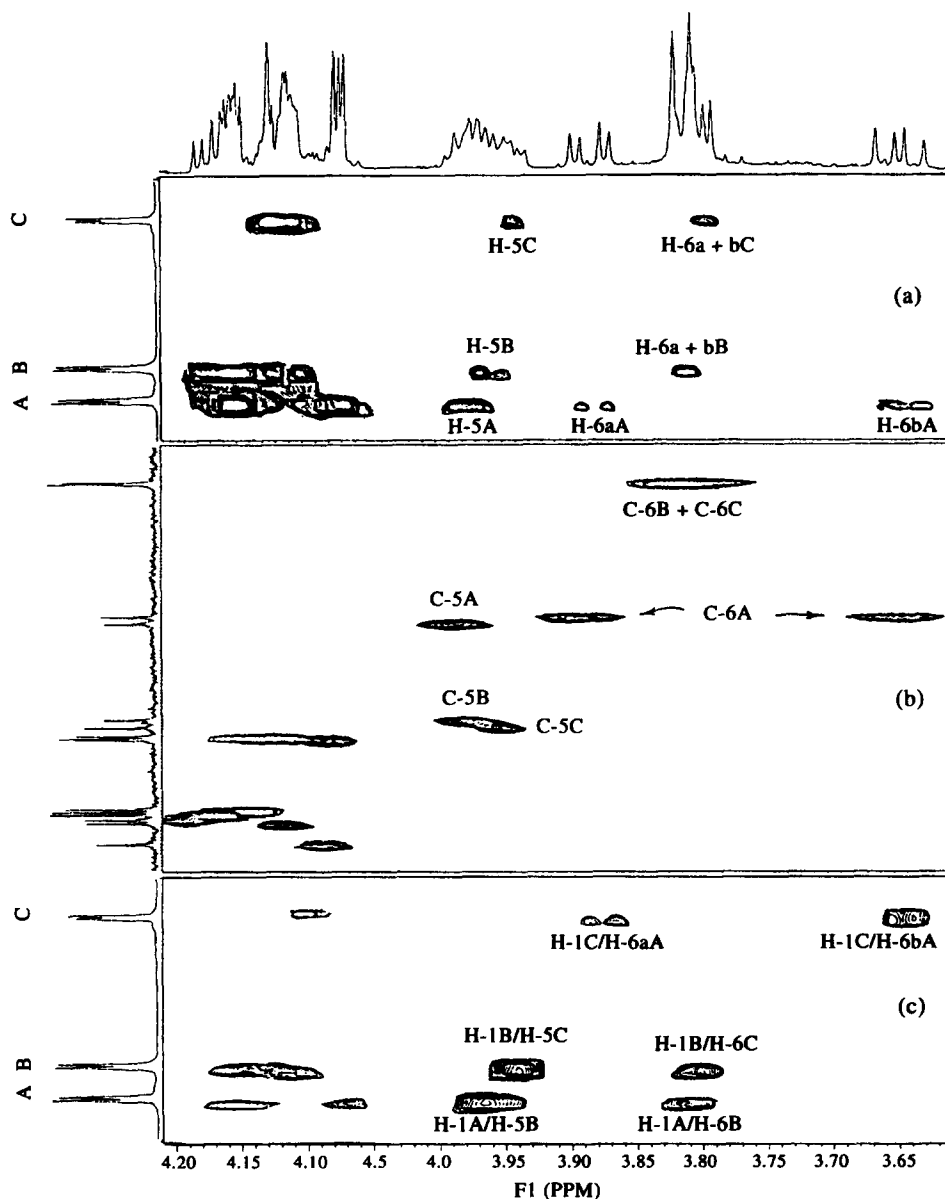 C
H-5C
H-6a + bC
(a)
B
H-5B
H-6a + bB
A
H-5A
H-6aA
H-6bA
C-6B + C-6C
C-5A
C-6A
C-5B
C-5C
(b)
C
H-1C/H-6aA
H-1C/H-6bA
(c)
B
H-1B/H-5C
H-1B/H-6C
A
H-1A/H-5B
H-1A/H-6B
4.20 4.15 4.10 4.5 4.0 3.95 3.90 3.85 3.80 3.75 3.70 3.65
F1 (PPM)